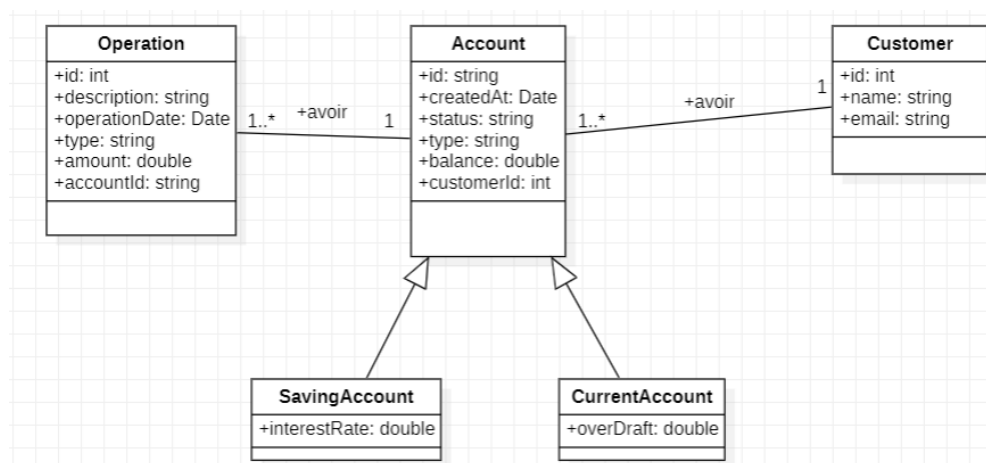 Operation
+id: int
+description: string
+operationDate: Date
+type: string
+amount: double
+accountId: string
1..*
+avoir
1
Account
+id: string
+createdAt: Date
+status: string
+type: string
+balance: double
+customerId: int
1..*
+avoir
1
Customer
+id: int
+name: string
+email: string
SavingAccount
+interestRate: double
CurrentAccount
+overDraft: double